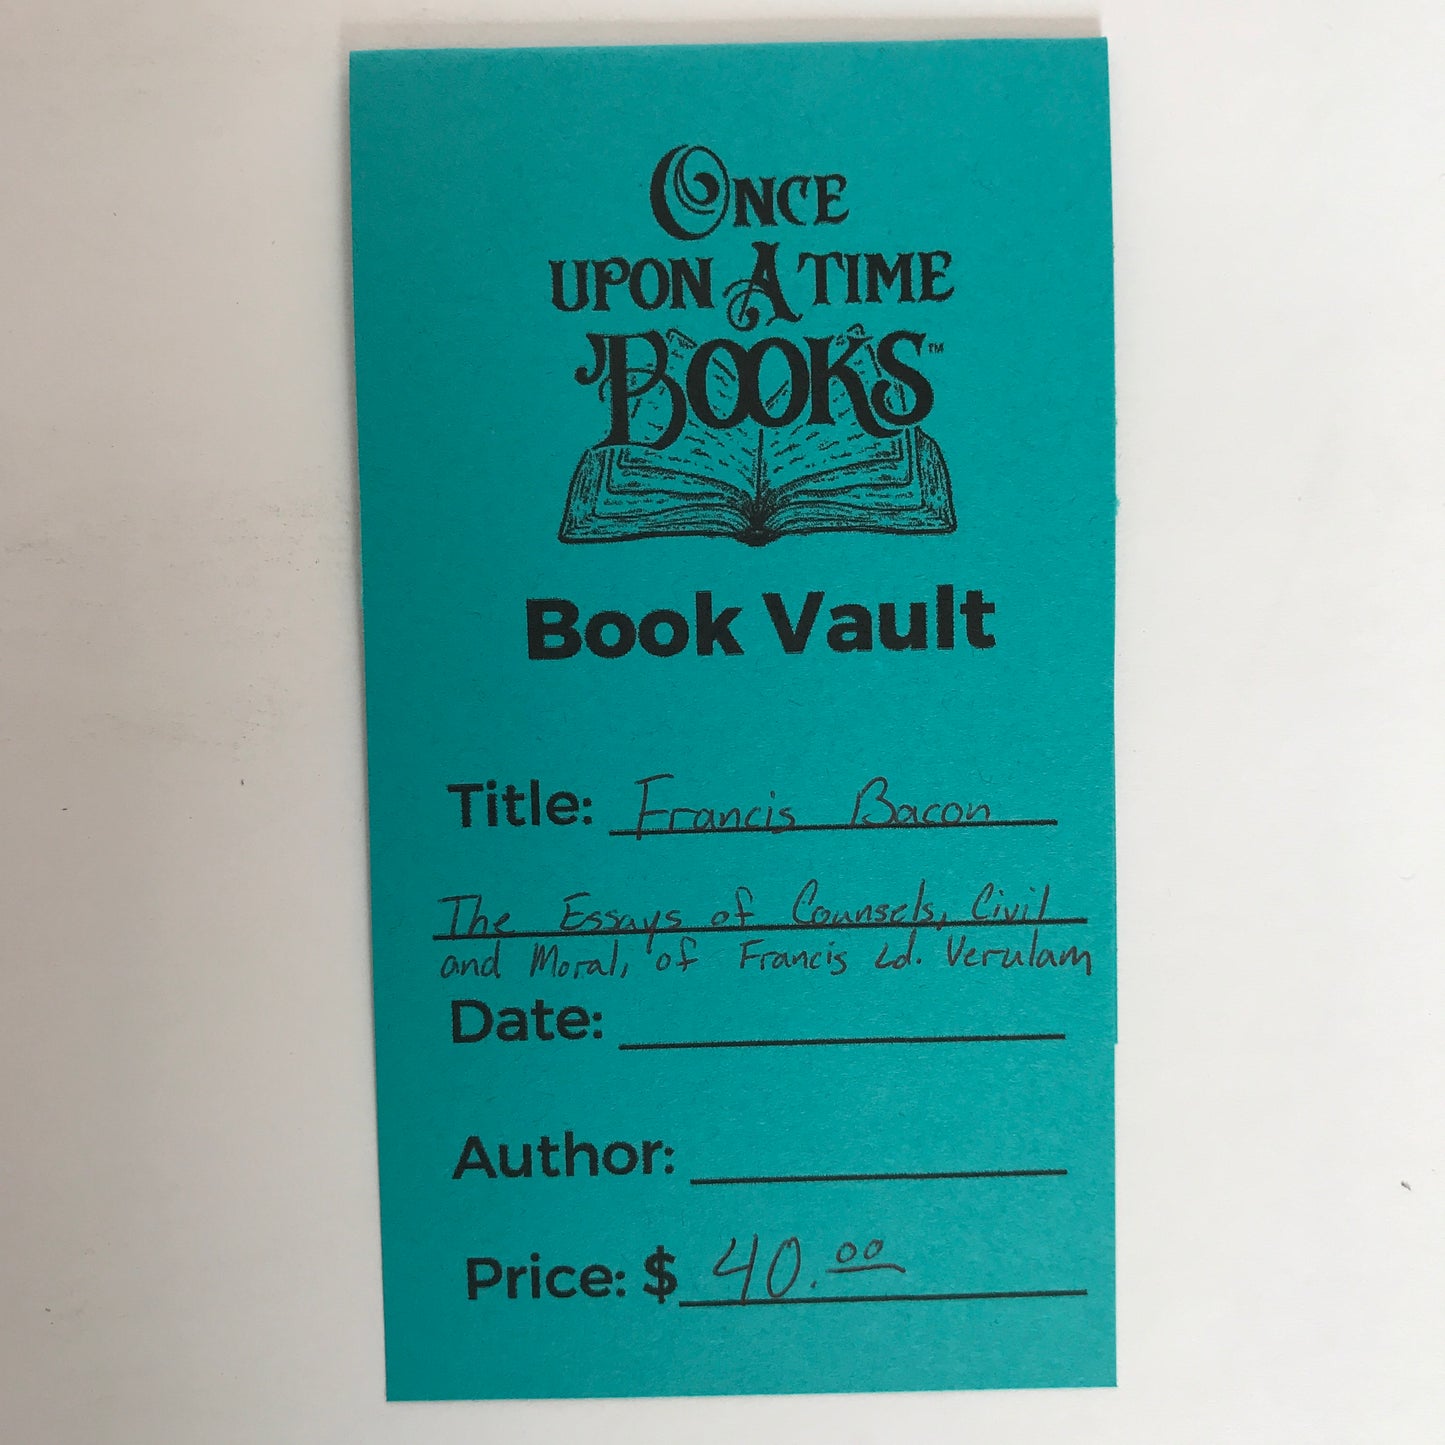 ONCE
UPON A TIME
BOOKS™
Book Vault
Title: Francis Bacon
The Essays of Counsels, Civil
and Moral, of Francis Ld. Verulam
Date:
Author:
Price: $ 40.00